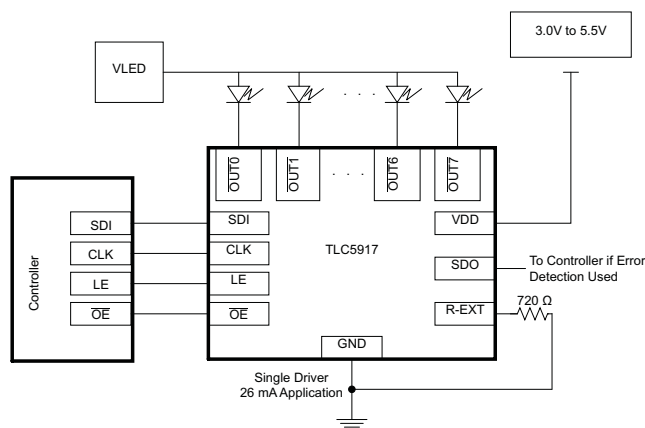 3.0V to 5.5V
VLED
. . .
OUT0
OUT1
. . .
OUT6
OUT7
Controller
SDI
CLK
LE
OE
SDI
CLK
LE
OE
TLC5917
VDD
SDO
R-EXT
GND
To Controller if Error
Detection Used
720 Ω
Single Driver
26 mA Application